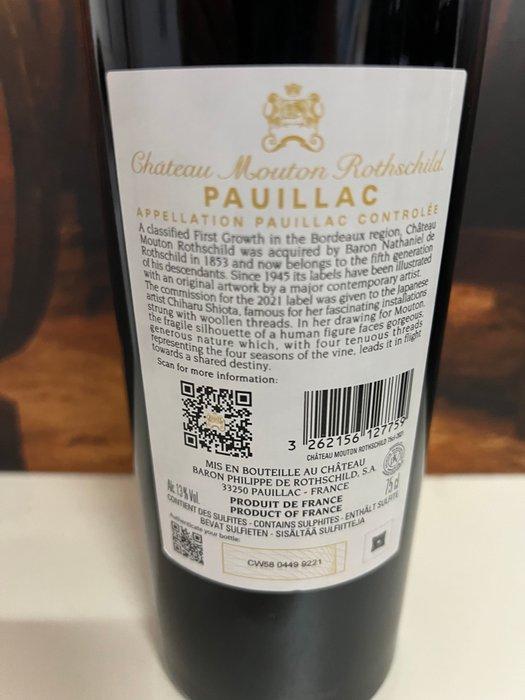 Château Mouton Rothschild
PAUILLAC
APPELLATION PAUILLAC CONTROLÉE
A classified First Growth in the Bordeaux region, Château
Mouton Rothschild was acquired by Baron Nathaniel de
Rothschild in 1853 and now belongs to the fifth generation
of his descendants. Since 1945 its labels have been illustrated
with an original artwork by a major contemporary artist.
The commission for the 2021 label was given to the Japanese
artist Chiharu Shiota, famous for her fascinating installations
strung with woollen threads. In her drawing for Mouton,
the fragile silhouette of a human figure faces gorgeous,
generous nature which, with four tenuous threads
representing the four seasons of the vine, leads it in flight
towards a shared destiny.
Scan for more information:
3 262156 127759
CHÂTEAU MOUTON ROTHSCHILD 75cl-2021
MIS EN BOUTEILLE AU CHÂTEAU
BARON PHILIPPE DE ROTHSCHILD, S.A.
33250 PAUILLAC - FRANCE
Alc.13% Vol.
PRODUIT DE FRANCE
75 cl
PRODUCT OF FRANCE
CONTIENT DES SULFITES - CONTAINS SULPHITES - ENTHÄLT SULFITE
BEVAT SULFIETEN - SISÄLTÄÄ SULFIITTEJA
Authenticate your bottle:
CW58 0449 9221